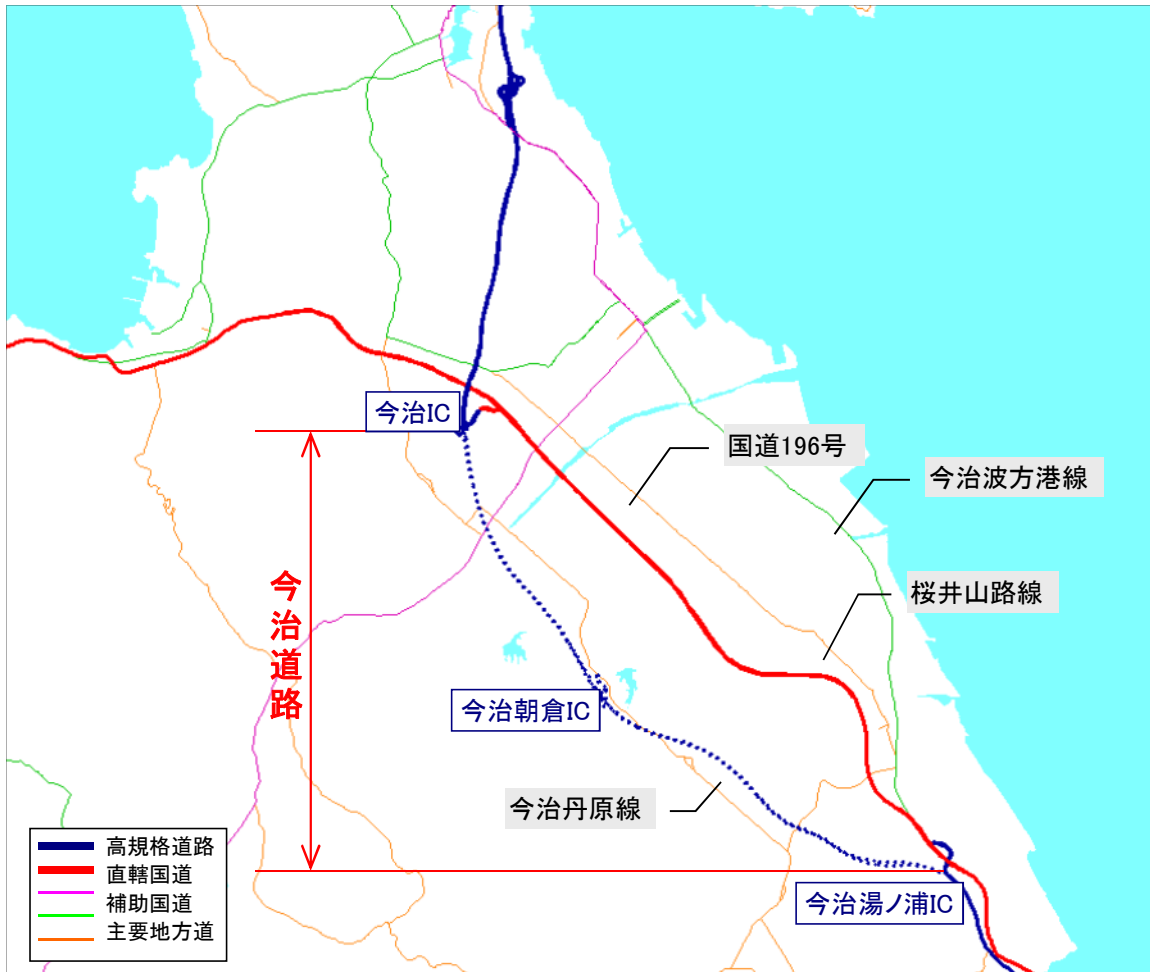 今治IC
国道196号
今治波方港線
桜井山路線
今治道路
今治朝倉IC
今治丹原線
今治湯ノ浦IC
高規格道路
直轄国道
補助国道
主要地方道